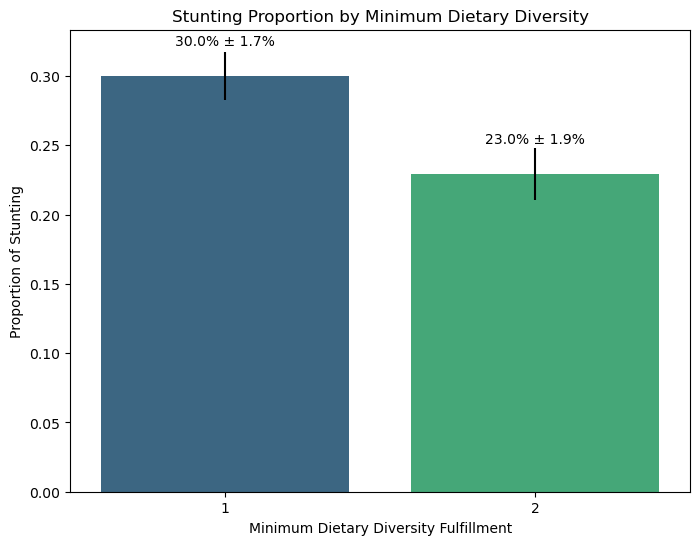 Stunting Proportion by Minimum Dietary Diversity
30.0% ± 1.7%
23.0% ± 1.9%
0.30
0.25
0.20
0.15
0.10
0.05
0.00
Proportion of Stunting
1
2
Minimum Dietary Diversity Fulfillment